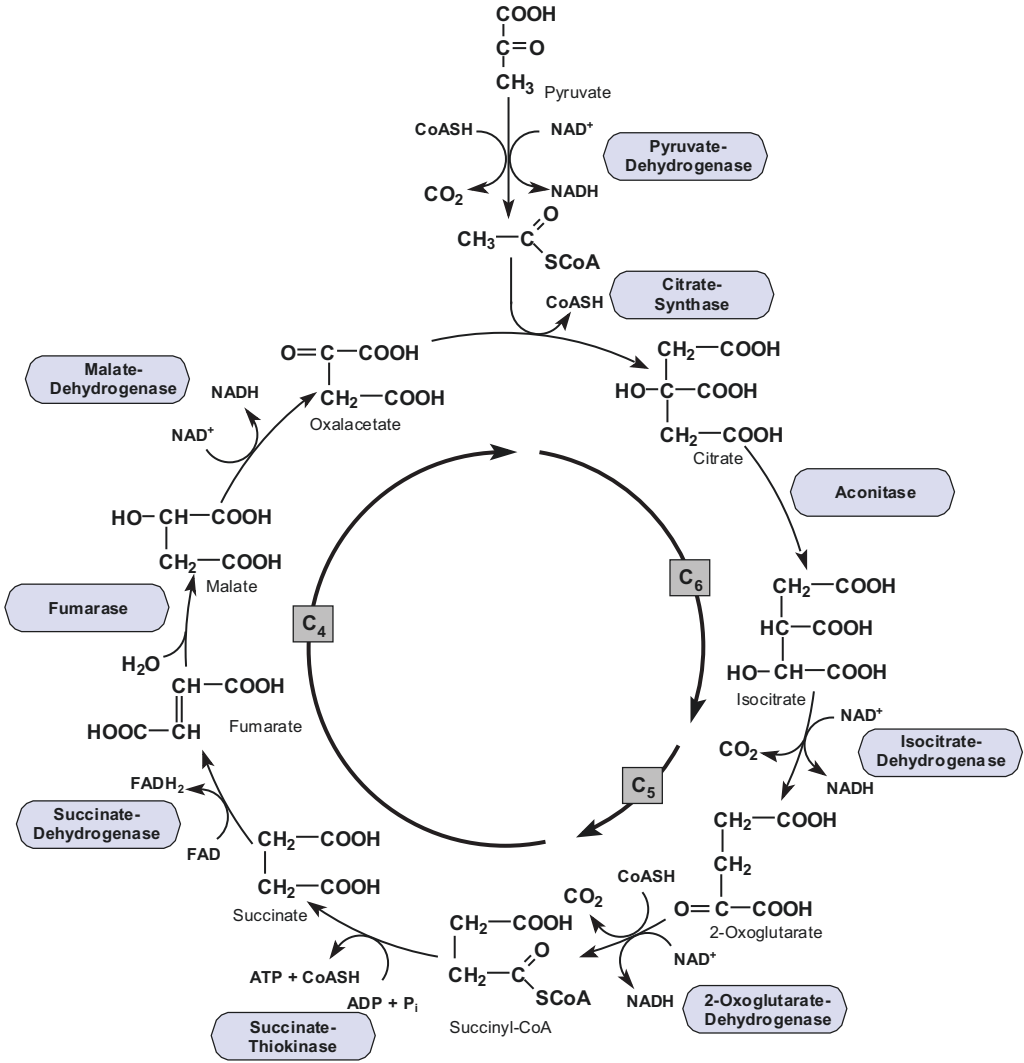 COOH
C=O
CH3
Pyruvate
CoASH
NAD+
Pyruvate-
Dehydrogenase
CO2
NADH
O
CH3—C
SCoA
CoASH
Citrate-
Synthase
O=C—COOH
CH2—COOH
Oxalacetate
CH2—COOH
HO—C—COOH
CH2—COOH
Citrate
Malate-
Dehydrogenase
NADH
NAD+
Aconitase
HO—CH—COOH
CH2—COOH
Malate
C6
CH2—COOH
HC—COOH
HO—CH—COOH
Isocitrate
Fumarase
C4
H2O
CH—COOH
HOOC—CH
Fumarate
NAD+
CO2
Isocitrate-
Dehydrogenase
NADH
C5
FADH2
Succinate-
Dehydrogenase
FAD
CH2—COOH
CH2—COOH
Succinate
CH2—COOH
CH2
O=C—COOH
2-Oxoglutarate
CoASH
CO2
NAD+
NADH
2-Oxoglutarate-
Dehydrogenase
CH2—COOH
O
CH2—C
SCoA
Succinyl-CoA
ATP + CoASH
ADP + Pi
Succinate-
Thiokinase